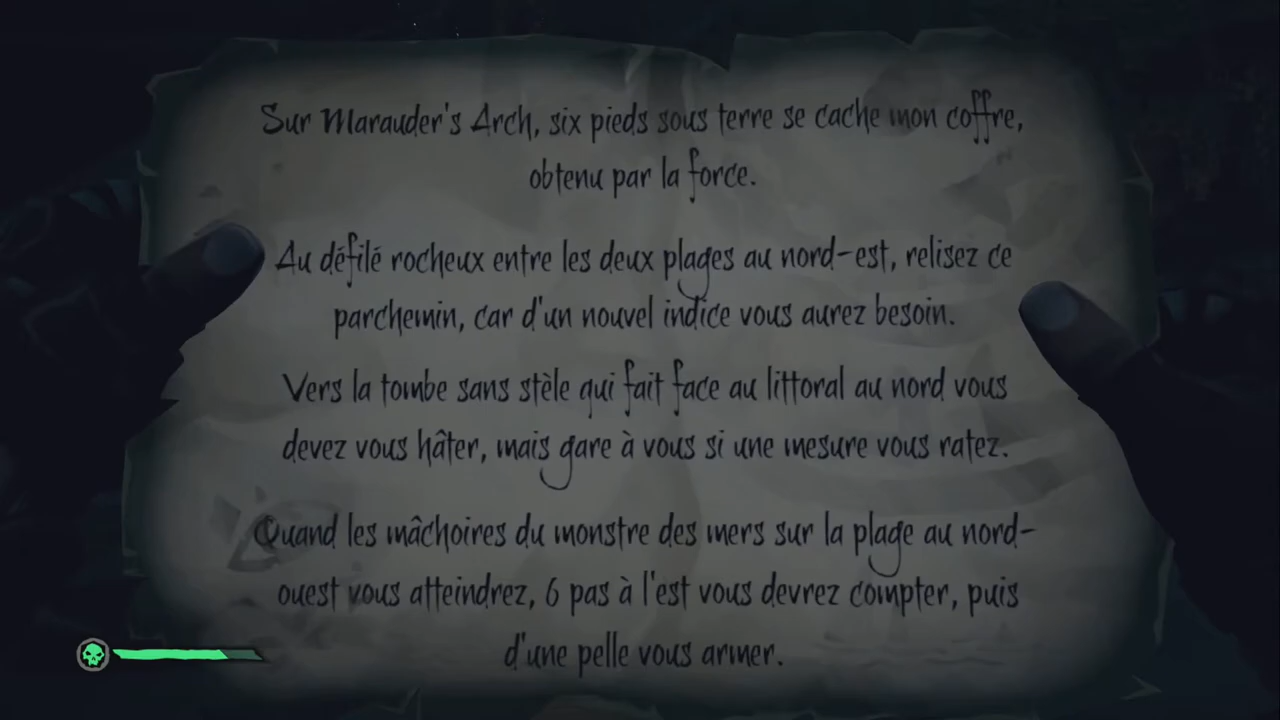 Sur Marauder's Arch, six pieds sous terre se cache mon coffre,
obtenu par la force.
Au défilé rocheux entre les deux plages au nord-est, relisez ce
parchemin, car d'un nouvel indice vous aurez besoin.
Vers la tombe sans stèle qui fait face au littoral au nord vous
devez vous hâter, mais gare à vous si une mesure vous ratez.
Quand les mâchoires du monstre des mers sur la plage au nord-
ouest vous atteindrez, 6 pas à l'est vous devrez compter, puis
d'une pelle vous armer.